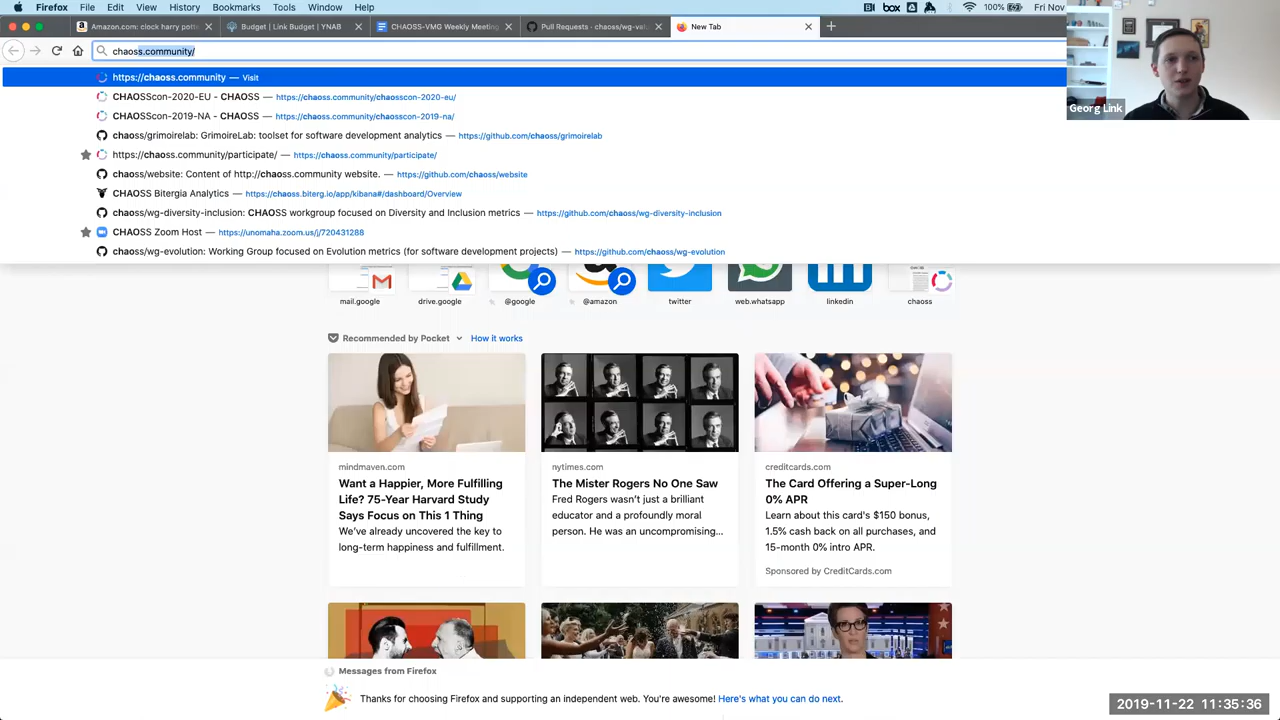 Firefox File Edit View History Bookmarks Tools Window Help box 100% Fri Nov
Amazon.com: clock harry pott Budget | Link Budget | YNAB CHAOSS-VMG Weekly Meeting Pull Requests · chaoss/wg-val New Tab
chaoss.community/
https://chaoss.community — Visit
CHAOSScon-2020-EU - CHAOSS — https://chaoss.community/chaosscon-2020-eu/
CHAOSScon-2019-NA - CHAOSS — https://chaoss.community/chaosscon-2019-na/
chaoss/grimoirelab: GrimoireLab: toolset for software development analytics — https://github.com/chaoss/grimoirelab
https://chaoss.community/participate/ — https://chaoss.community/participate/
chaoss/website: Content of http://chaoss.community website. — https://github.com/chaoss/website
CHAOSS Bitergia Analytics — https://chaoss.biterg.io/app/kibana#/dashboard/Overview
chaoss/wg-diversity-inclusion: CHAOSS workgroup focused on Diversity and Inclusion metrics — https://github.com/chaoss/wg-diversity-inclusion
CHAOSS Zoom Host — https://unomaha.zoom.us/j/720431288
chaoss/wg-evolution: Working Group focused on Evolution metrics (for software development projects) — https://github.com/chaoss/wg-evolution
Georg Link
mail.google drive.google @google @amazon twitter web.whatsapp linkedin chaoss
Recommended by Pocket How it works
mindmaven.com
Want a Happier, More Fulfilling
Life? 75-Year Harvard Study
Says Focus on This 1 Thing
We've already uncovered the key to
long-term happiness and fulfillment.
nytimes.com
The Mister Rogers No One Saw
Fred Rogers wasn't just a brilliant
educator and a profoundly moral
person. He was an uncompromising...
creditcards.com
The Card Offering a Super-Long
0% APR
Learn about this card's $150 bonus,
1.5% cash back on all purchases, and
15-month 0% intro APR.
Sponsored by CreditCards.com
Messages from Firefox
Thanks for choosing Firefox and supporting an independent web. You're awesome! Here's what you can do next.
2019-11-22 11:35:36